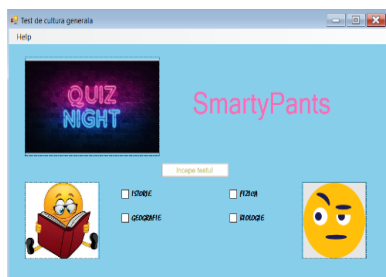 Test de cultura generala
Help
QUIZ
NIGHT
SmartyPants
Incepe testul
ISTORIE
FIZICA
GEOGRAFIE
BIOLOGIE